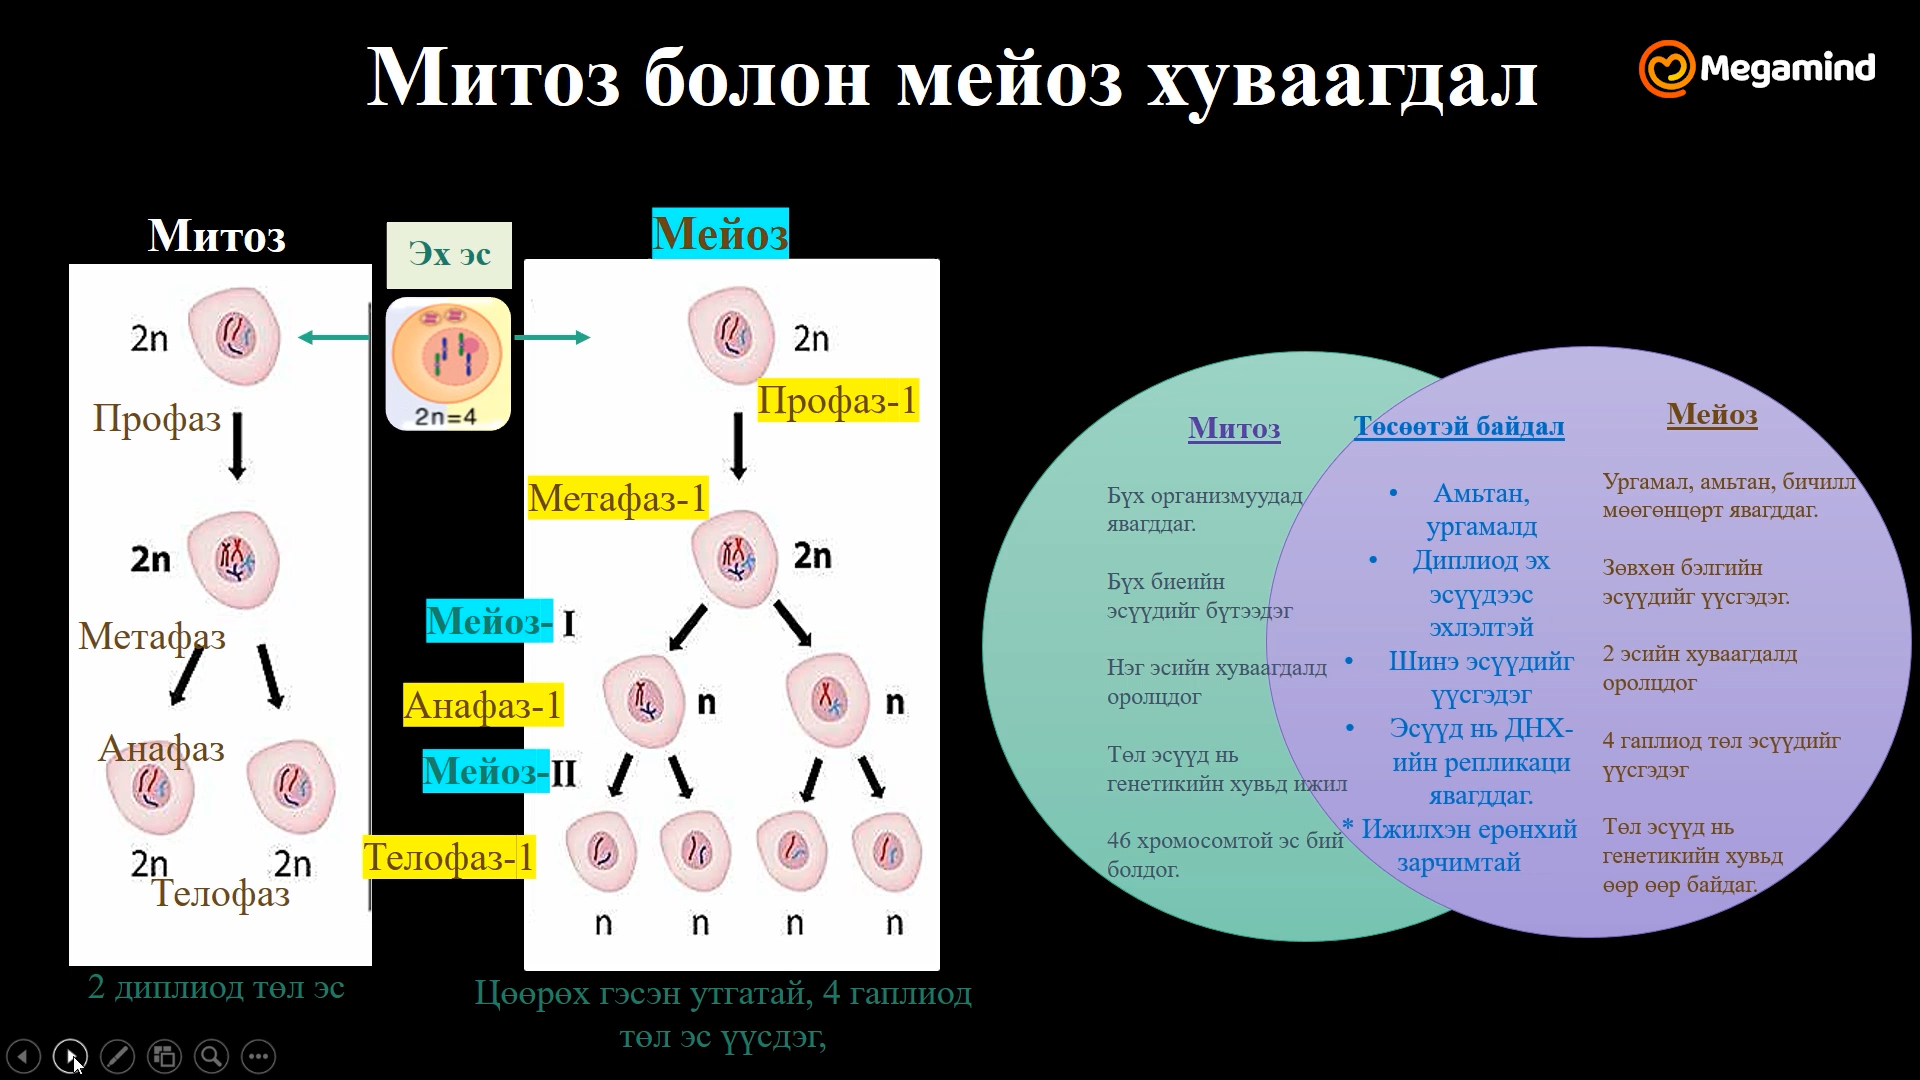 Митоз болон мейоз хуваагдал
Megamind
Митоз
Эх эс
Мейоз
2n
2n=4
2n
Профаз
Профаз-1
Метафаз-1
2n
2n
Метафаз
Мейоз- I
Анафаз-1
n
n
Анафаз
Мейоз-II
Телофаз-1
2n
2n
Телофаз
n
n
n
n
2 диплиод төл эс
Цөөрөх гэсэн утгатай, 4 гаплиод
төл эс үүсдэг,
Митоз
Бүх организмуудад
явагддаг.
Бүх биеийн
эсүүдийг бүтээдэг
Нэг эсийн хуваагдалд
оролцдог
Төл эсүүд нь
генетикийн хувьд ижил
46 хромосомтой эс бий
болдог.
Төсөөтэй байдал
• Амьтан,
ургамалд
• Диплиод эх
эсүүдээс
эхлэлтэй
• Шинэ эсүүдийг
үүсгэдэг
• Эсүүд нь ДНХ-
ийн репликаци
явагддаг.
* Ижилхэн ерөнхий
зарчимтай
Мейоз
Ургамал, амьтан, бичилл
мөөгөнцөрт явагддаг.
Зөвхөн бэлгийн
эсүүдийг үүсгэдэг.
2 эсийн хуваагдалд
оролцдог
4 гаплиод төл эсүүдийг
үүсгэдэг
Төл эсүүд нь
генетикийн хувьд
өөр өөр байдаг.